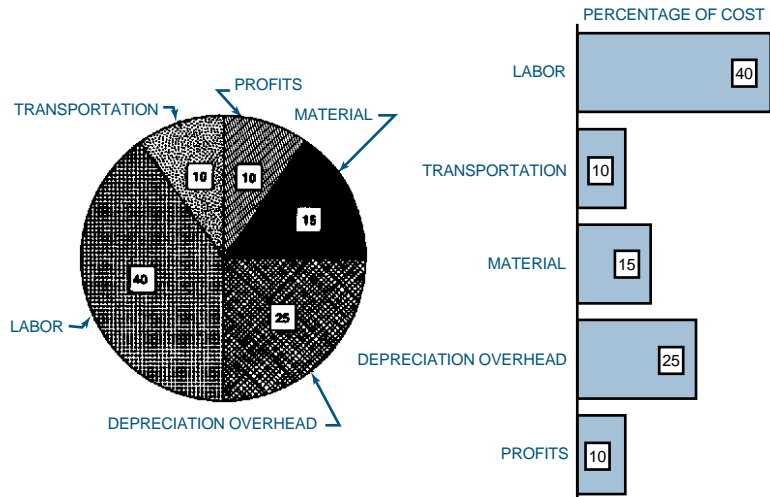 PROFITS
TRANSPORTATION
MATERIAL
10
10
15
40
25
LABOR
DEPRECIATION OVERHEAD
PERCENTAGE OF COST
LABOR
40
TRANSPORTATION
10
MATERIAL
15
DEPRECIATION OVERHEAD
25
PROFITS
10